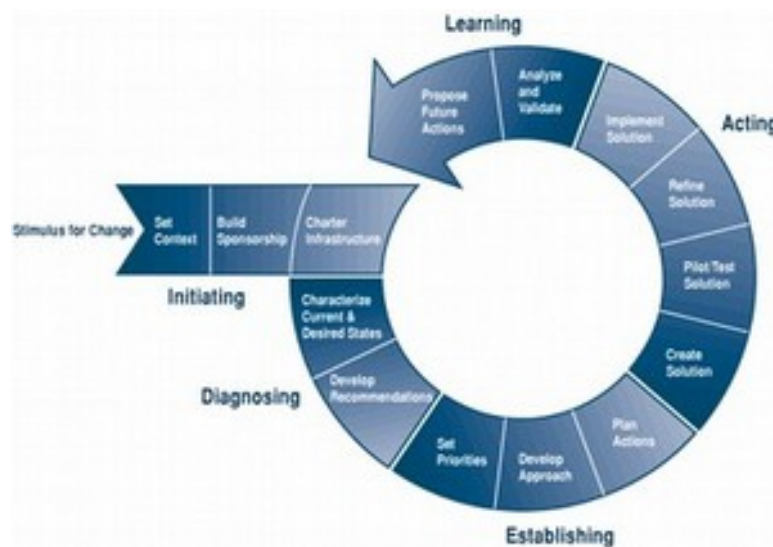 Learning
Propose
Future
Actions
Analyze
and
Validate
Implement
Solution
Acting
Refine
Solution
Pilot/Test
Solution
Create
Solution
Stimulus for Change
Set
Context
Build
Sponsorship
Charter
Infrastructure
Initiating
Characterize
Current &
Desired States
Diagnosing
Develop
Recommendations
Set
Priorities
Develop
Approach
Plan
Actions
Establishing